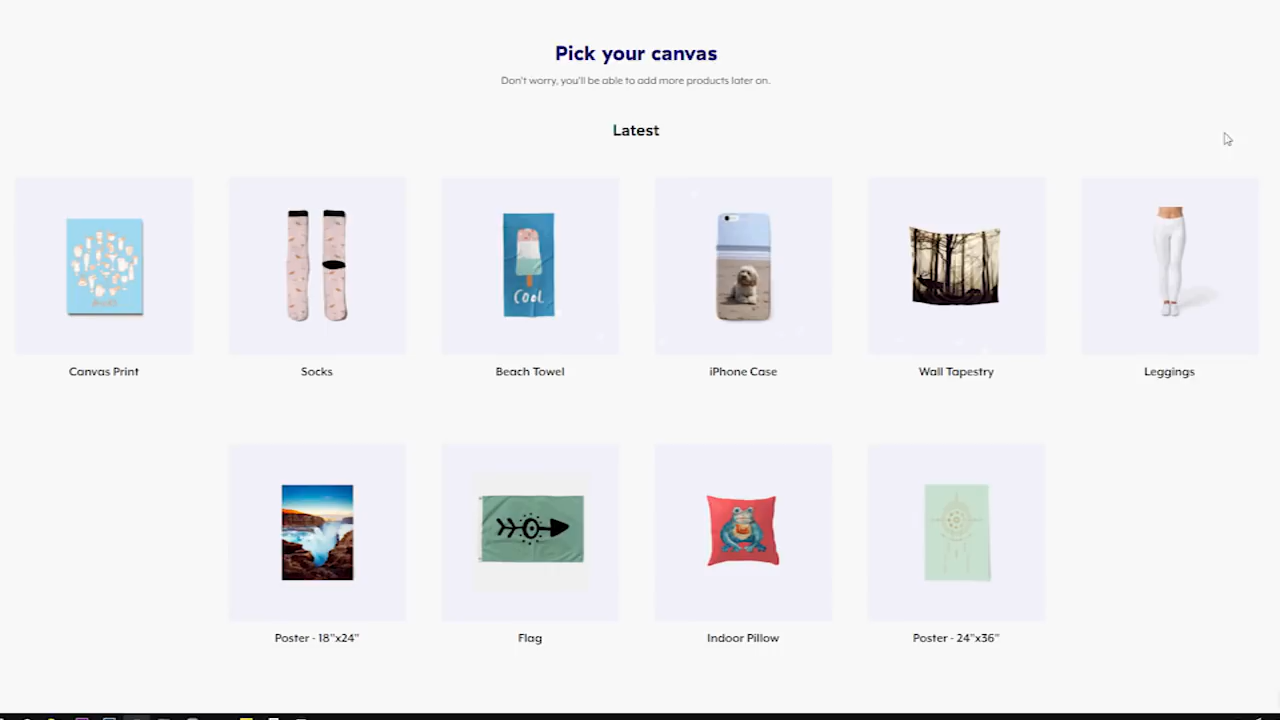 Pick your canvas
Don't worry, you'll be able to add more products later on.
Latest
COOL
Canvas Print
Socks
Beach Towel
iPhone Case
Wall Tapestry
Leggings
Poster - 18"x24"
Flag
Indoor Pillow
Poster - 24"x36"